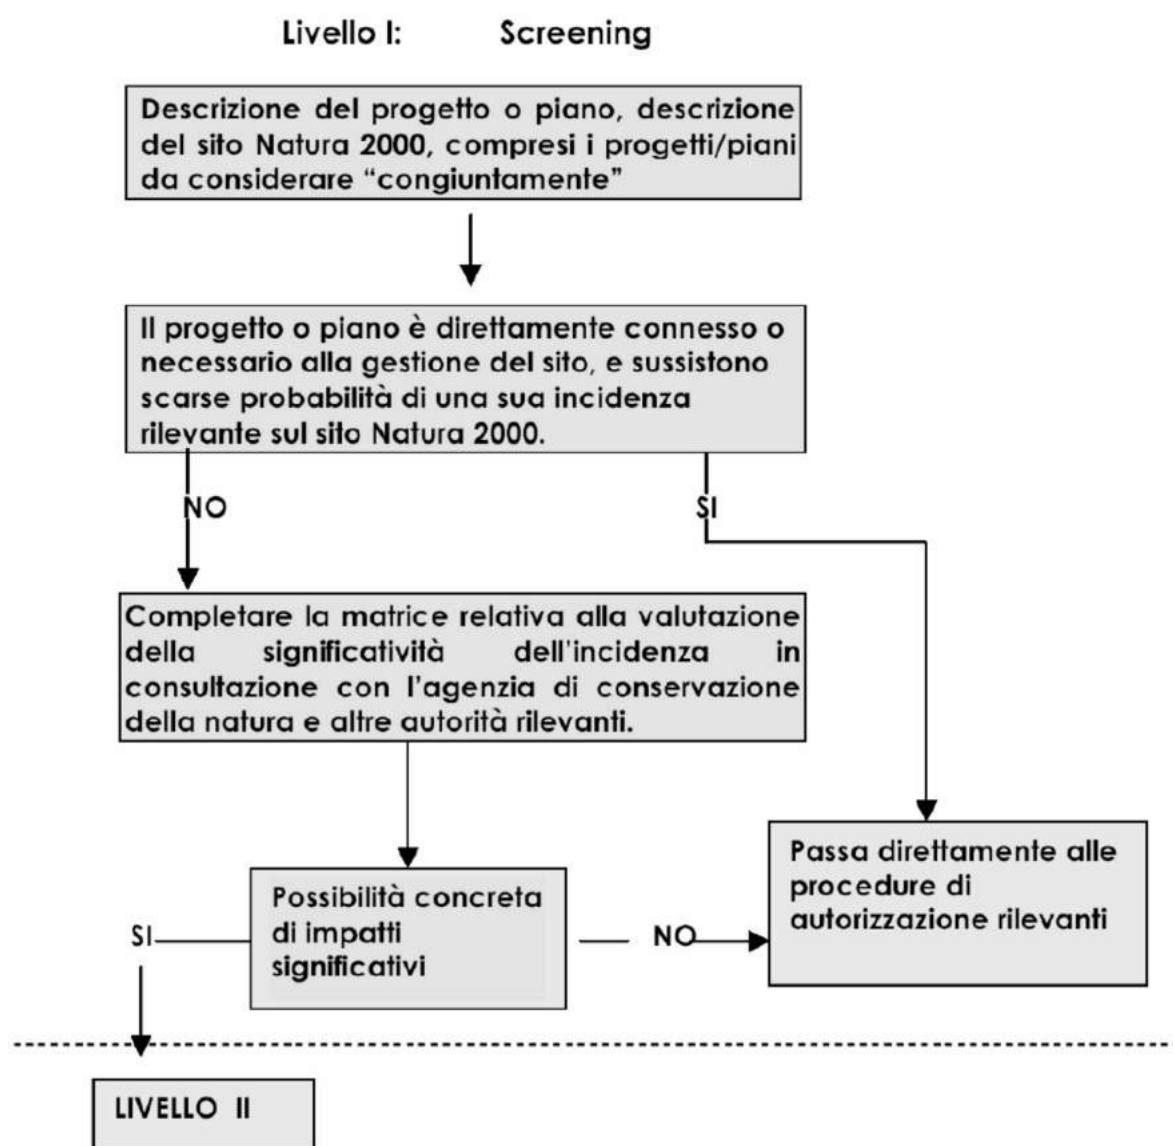 Livello I: Screening
Descrizione del progetto o piano, descrizione
del sito Natura 2000, compresi i progetti/piani
da considerare “congiuntamente”
Il progetto o piano è direttamente connesso o
necessario alla gestione del sito, e sussistono
scarse probabilità di una sua incidenza
rilevante sul sito Natura 2000.
NO
SI
Completare la matrice relativa alla valutazione
della significatività dell'incidenza in
consultazione con l'agenzia di conservazione
della natura e altre autorità rilevanti.
Passa direttamente alle
procedure di
autorizzazione rilevanti
Possibilità concreta
di impatti
significativi
SI
NO
LIVELLO II